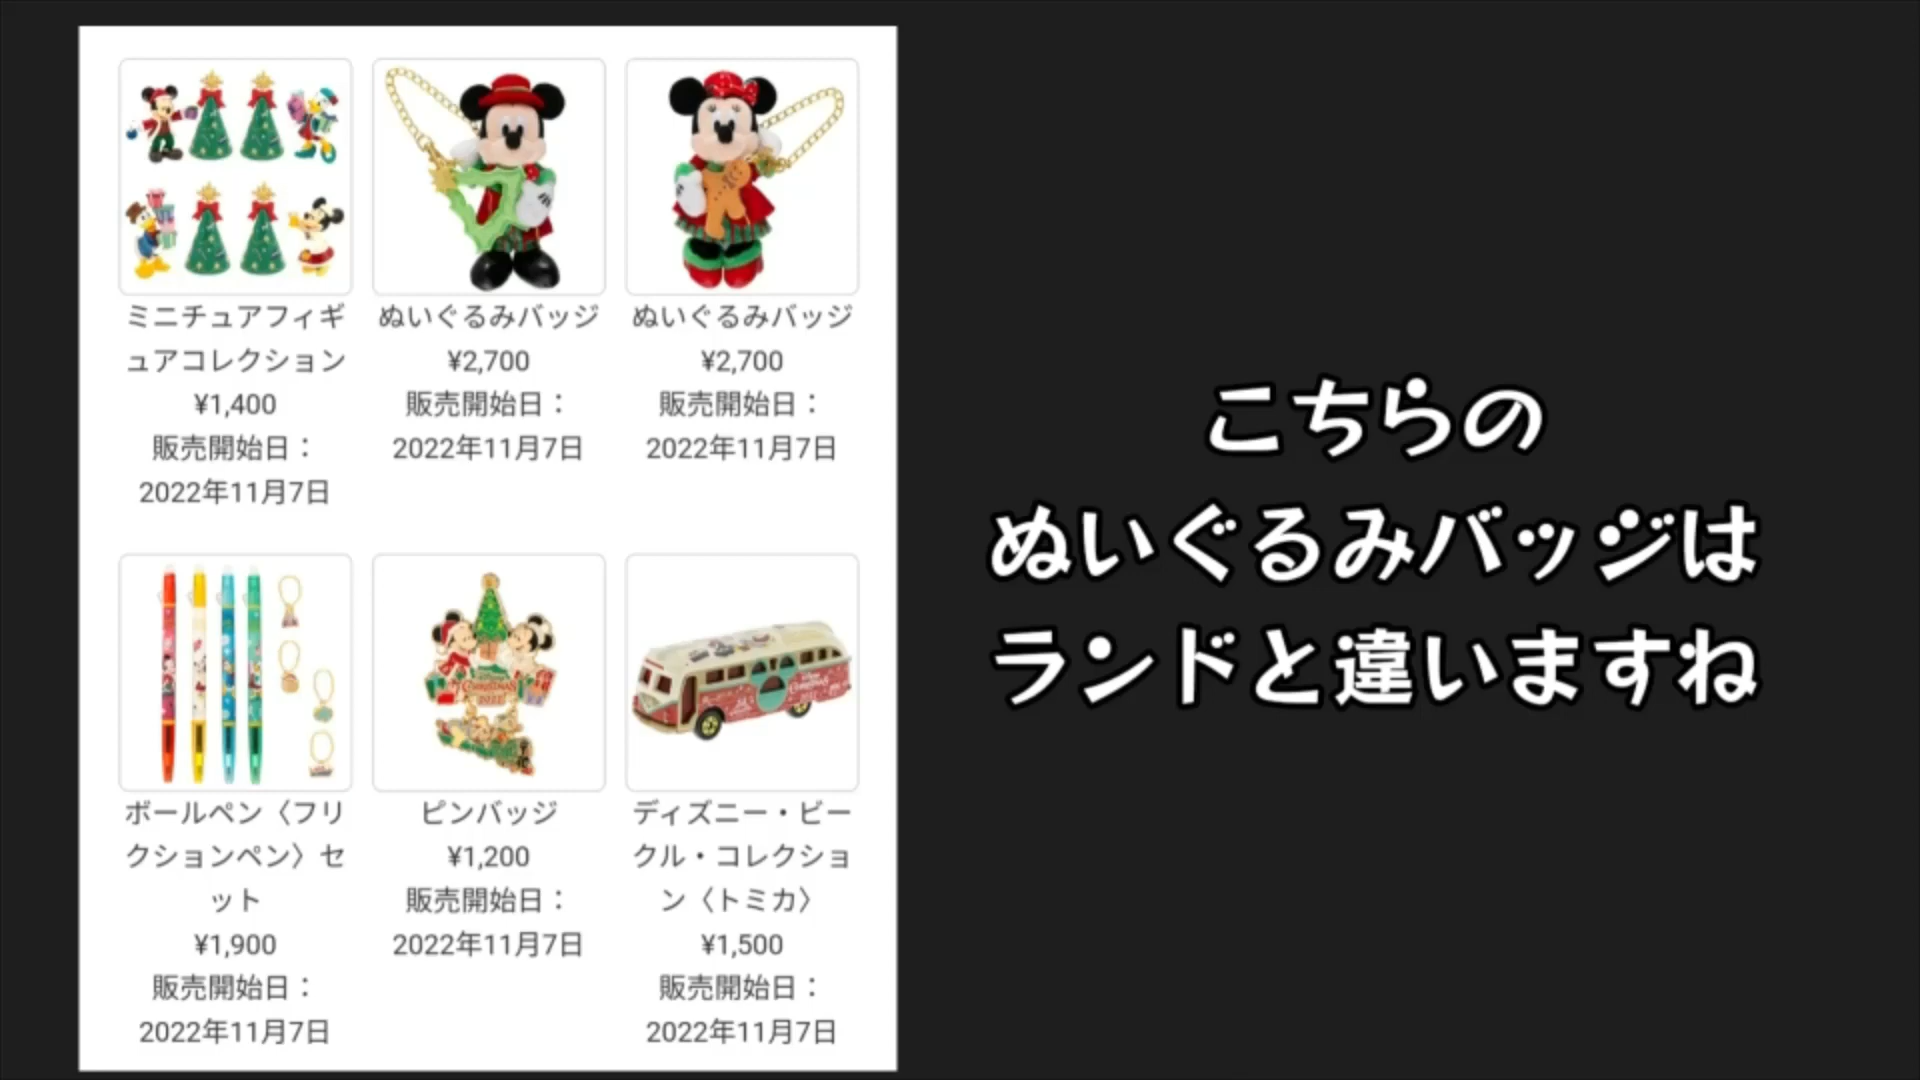 ミニチュアフィギ
ュアコレクション
¥1,400
販売開始日：
2022年11月7日
ぬいぐるみバッジ
¥2,700
販売開始日：
2022年11月7日
ぬいぐるみバッジ
¥2,700
販売開始日：
2022年11月7日
ボールペン〈フリ
クションペン〉セ
ット
¥1,900
販売開始日：
2022年11月7日
ピンバッジ
¥1,200
販売開始日：
2022年11月7日
ディズニー・ビー
クル・コレクショ
ン〈トミカ〉
¥1,500
販売開始日：
2022年11月7日
こちらの
ぬいぐるみバッジは
ランドと違いますね